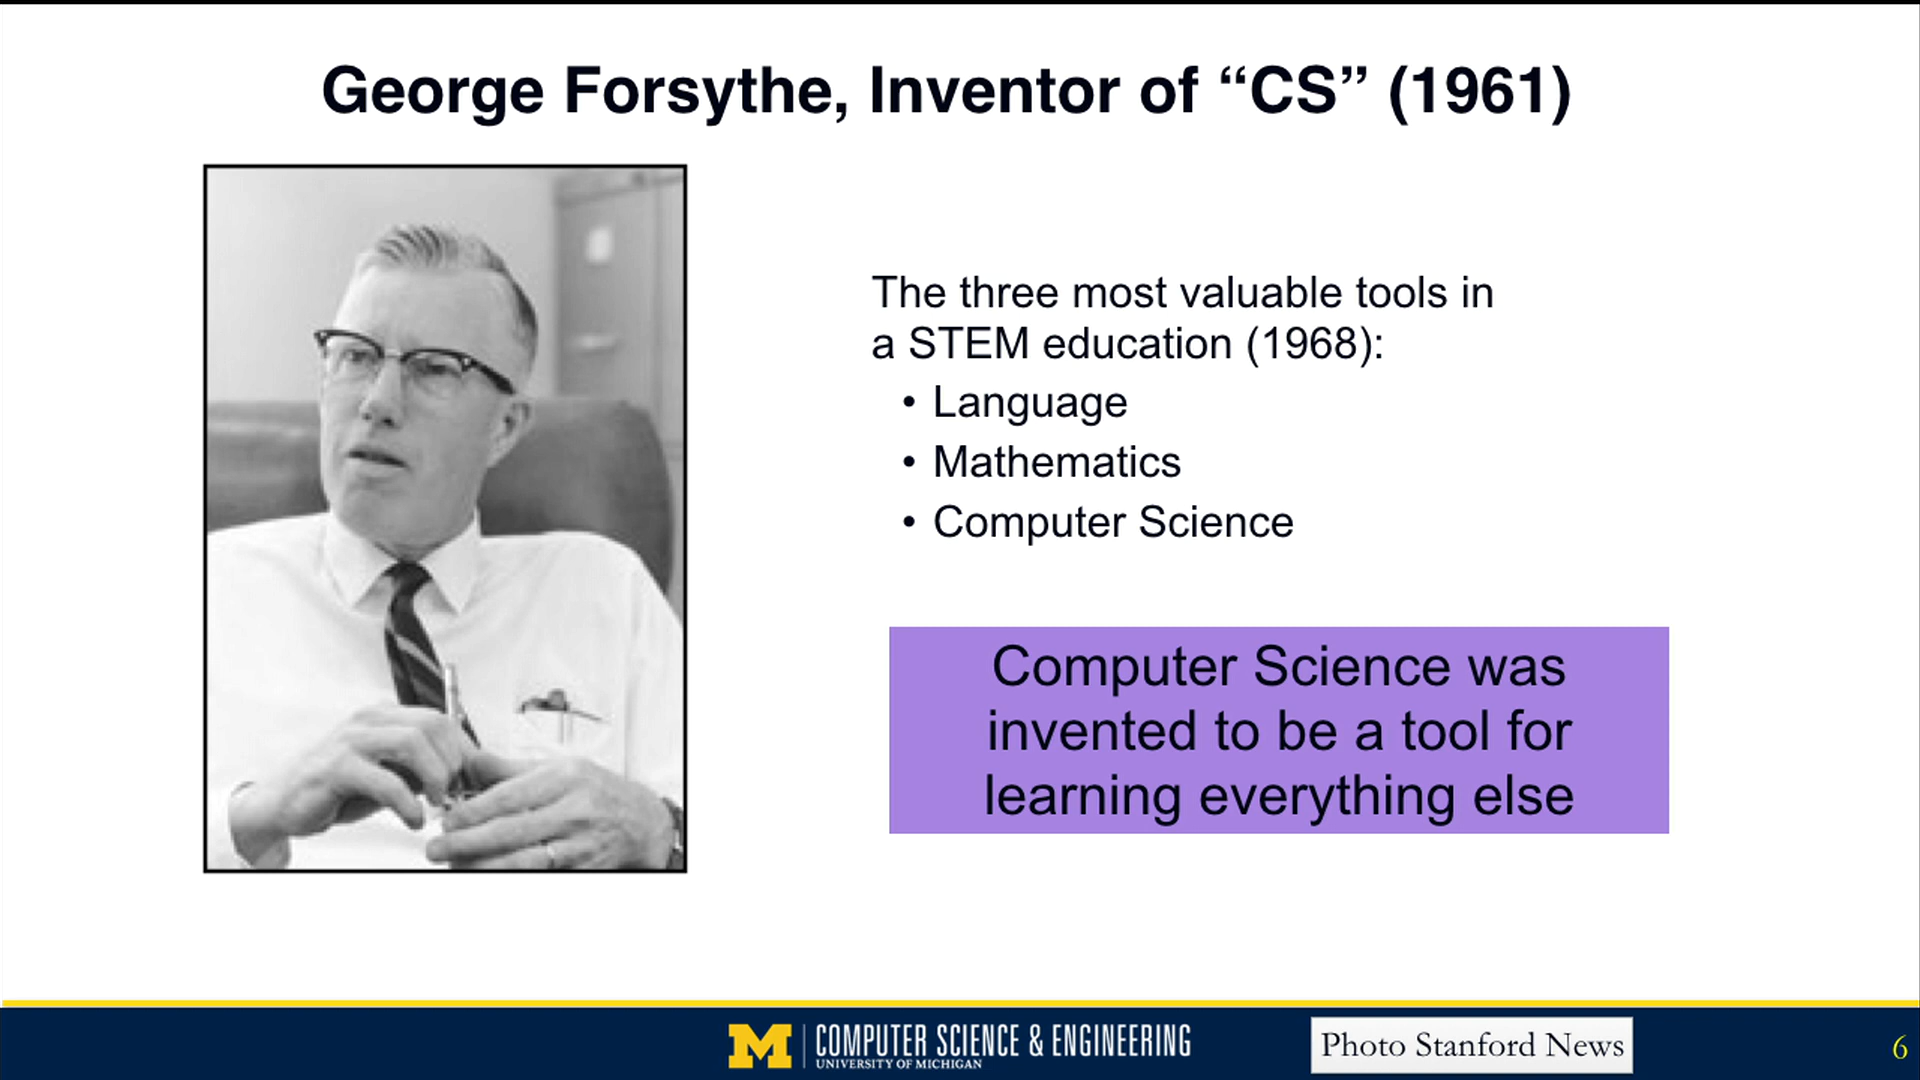 George Forsythe, Inventor of “CS” (1961)
The three most valuable tools in
a STEM education (1968):
• Language
• Mathematics
• Computer Science
Computer Science was
invented to be a tool for
learning everything else
M
COMPUTER SCIENCE & ENGINEERING
UNIVERSITY OF MICHIGAN
Photo Stanford News
6